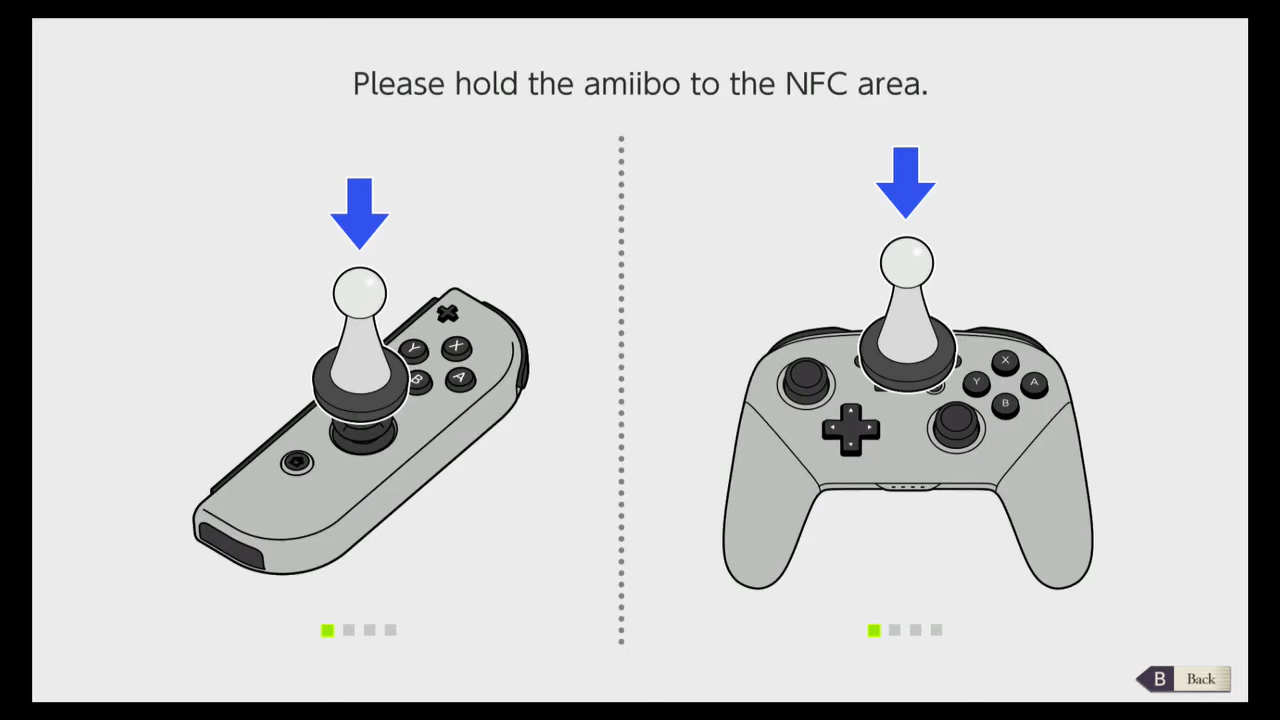 Please hold the amiibo to the NFC area.
Y X
B A
X
Y A
B
B Back